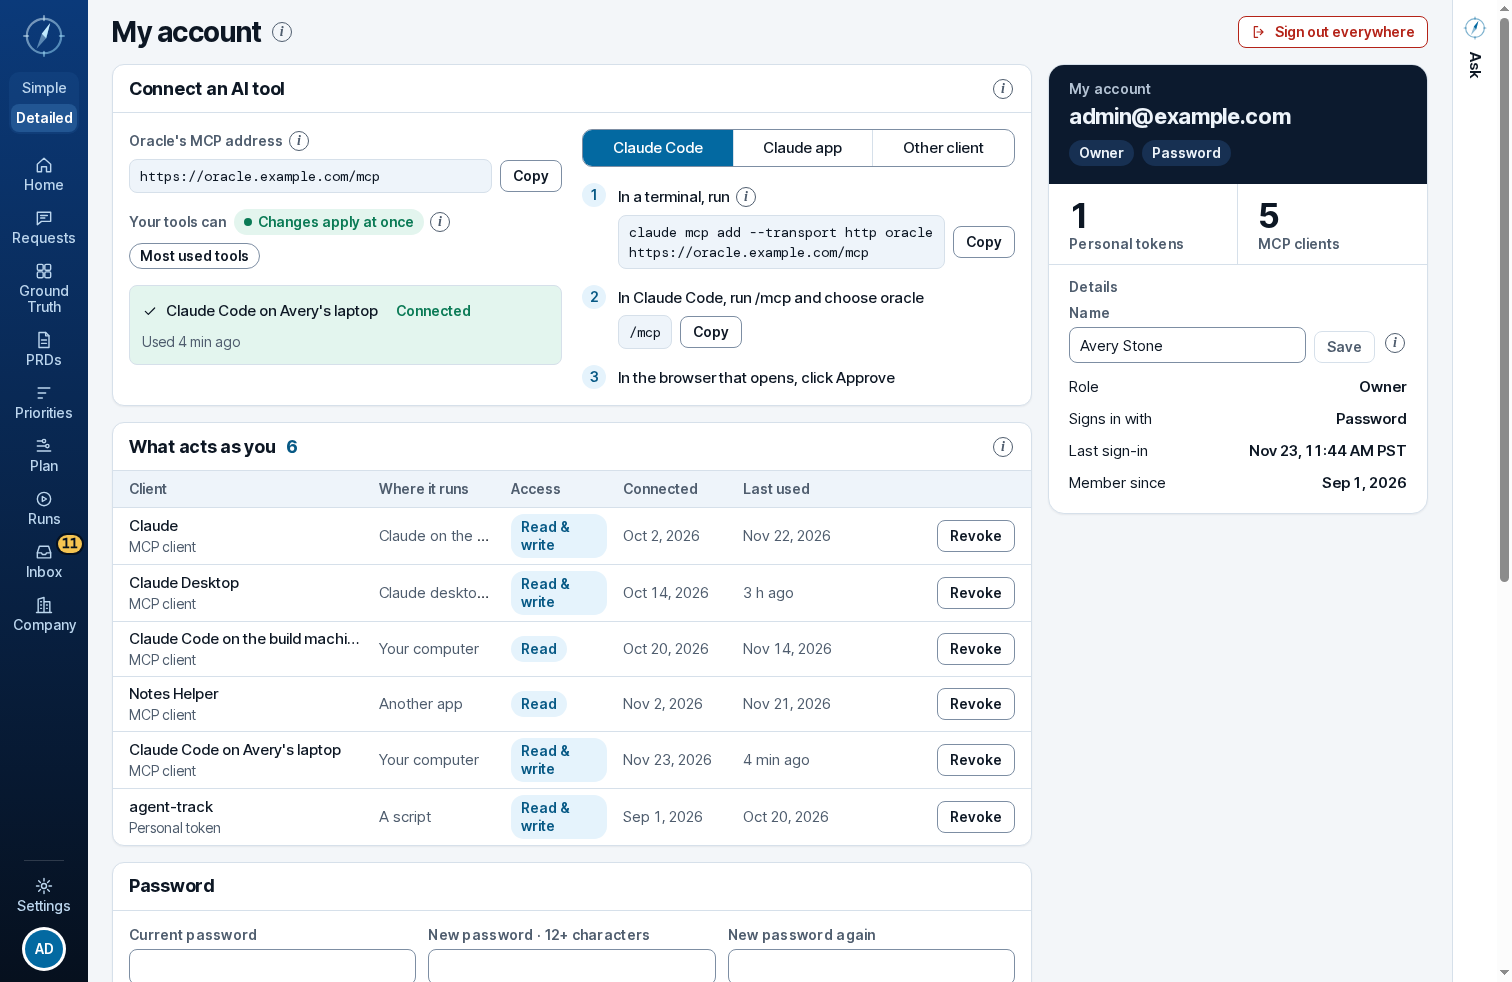 My account
Sign out everywhere
Ask
Simple
Detailed
Home
Requests
Ground
Truth
PRDs
Priorities
Plan
Runs
11
Inbox
Company
Settings
AD
Connect an AI tool
Oracle's MCP address
https://oracle.example.com/mcp
Copy
Your tools can
Changes apply at once
Most used tools
Claude Code on Avery's laptop Connected
Used 4 min ago
Claude Code
Claude app
Other client
1 In a terminal, run
claude mcp add --transport http oracle
https://oracle.example.com/mcp
Copy
2 In Claude Code, run /mcp and choose oracle
/mcp
Copy
3 In the browser that opens, click Approve
What acts as you 6
Client Where it runs Access Connected Last used
Claude
MCP client
Claude on the ...
Read &
write
Oct 2, 2026
Nov 22, 2026
Revoke
Claude Desktop
MCP client
Claude deskto...
Read &
write
Oct 14, 2026
3 h ago
Revoke
Claude Code on the build machi...
MCP client
Your computer
Read
Oct 20, 2026
Nov 14, 2026
Revoke
Notes Helper
MCP client
Another app
Read
Nov 2, 2026
Nov 21, 2026
Revoke
Claude Code on Avery's laptop
MCP client
Your computer
Read &
write
Nov 23, 2026
4 min ago
Revoke
agent-track
Personal token
A script
Read &
write
Sep 1, 2026
Oct 20, 2026
Revoke
Password
Current password
New password · 12+ characters
New password again
My account
admin@example.com
Owner
Password
1
Personal tokens
5
MCP clients
Details
Name
Avery Stone
Save
Role Owner
Signs in with Password
Last sign-in Nov 23, 11:44 AM PST
Member since Sep 1, 2026